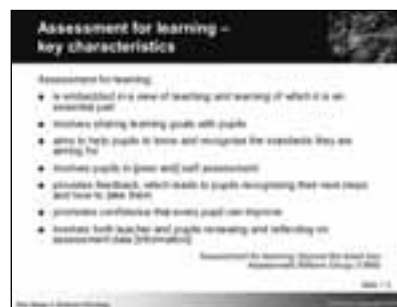 Assessment for learning –
key characteristics
Assessment for learning:
• is embedded in a view of teaching and learning of which it is an
essential part
• involves sharing learning goals with pupils
• aims to help pupils to know and recognise the standards they are
aiming for
• involves pupils in [peer and] self assessment
• provides feedback, which leads to pupils recognising their next steps
and how to take them
• promotes confidence that every pupil can improve
• involves both teacher and pupils reviewing and reflecting on
assessment data [information]
Assessment for learning: beyond the black box
Assessment Reform Group (1999)
Slide 1.3